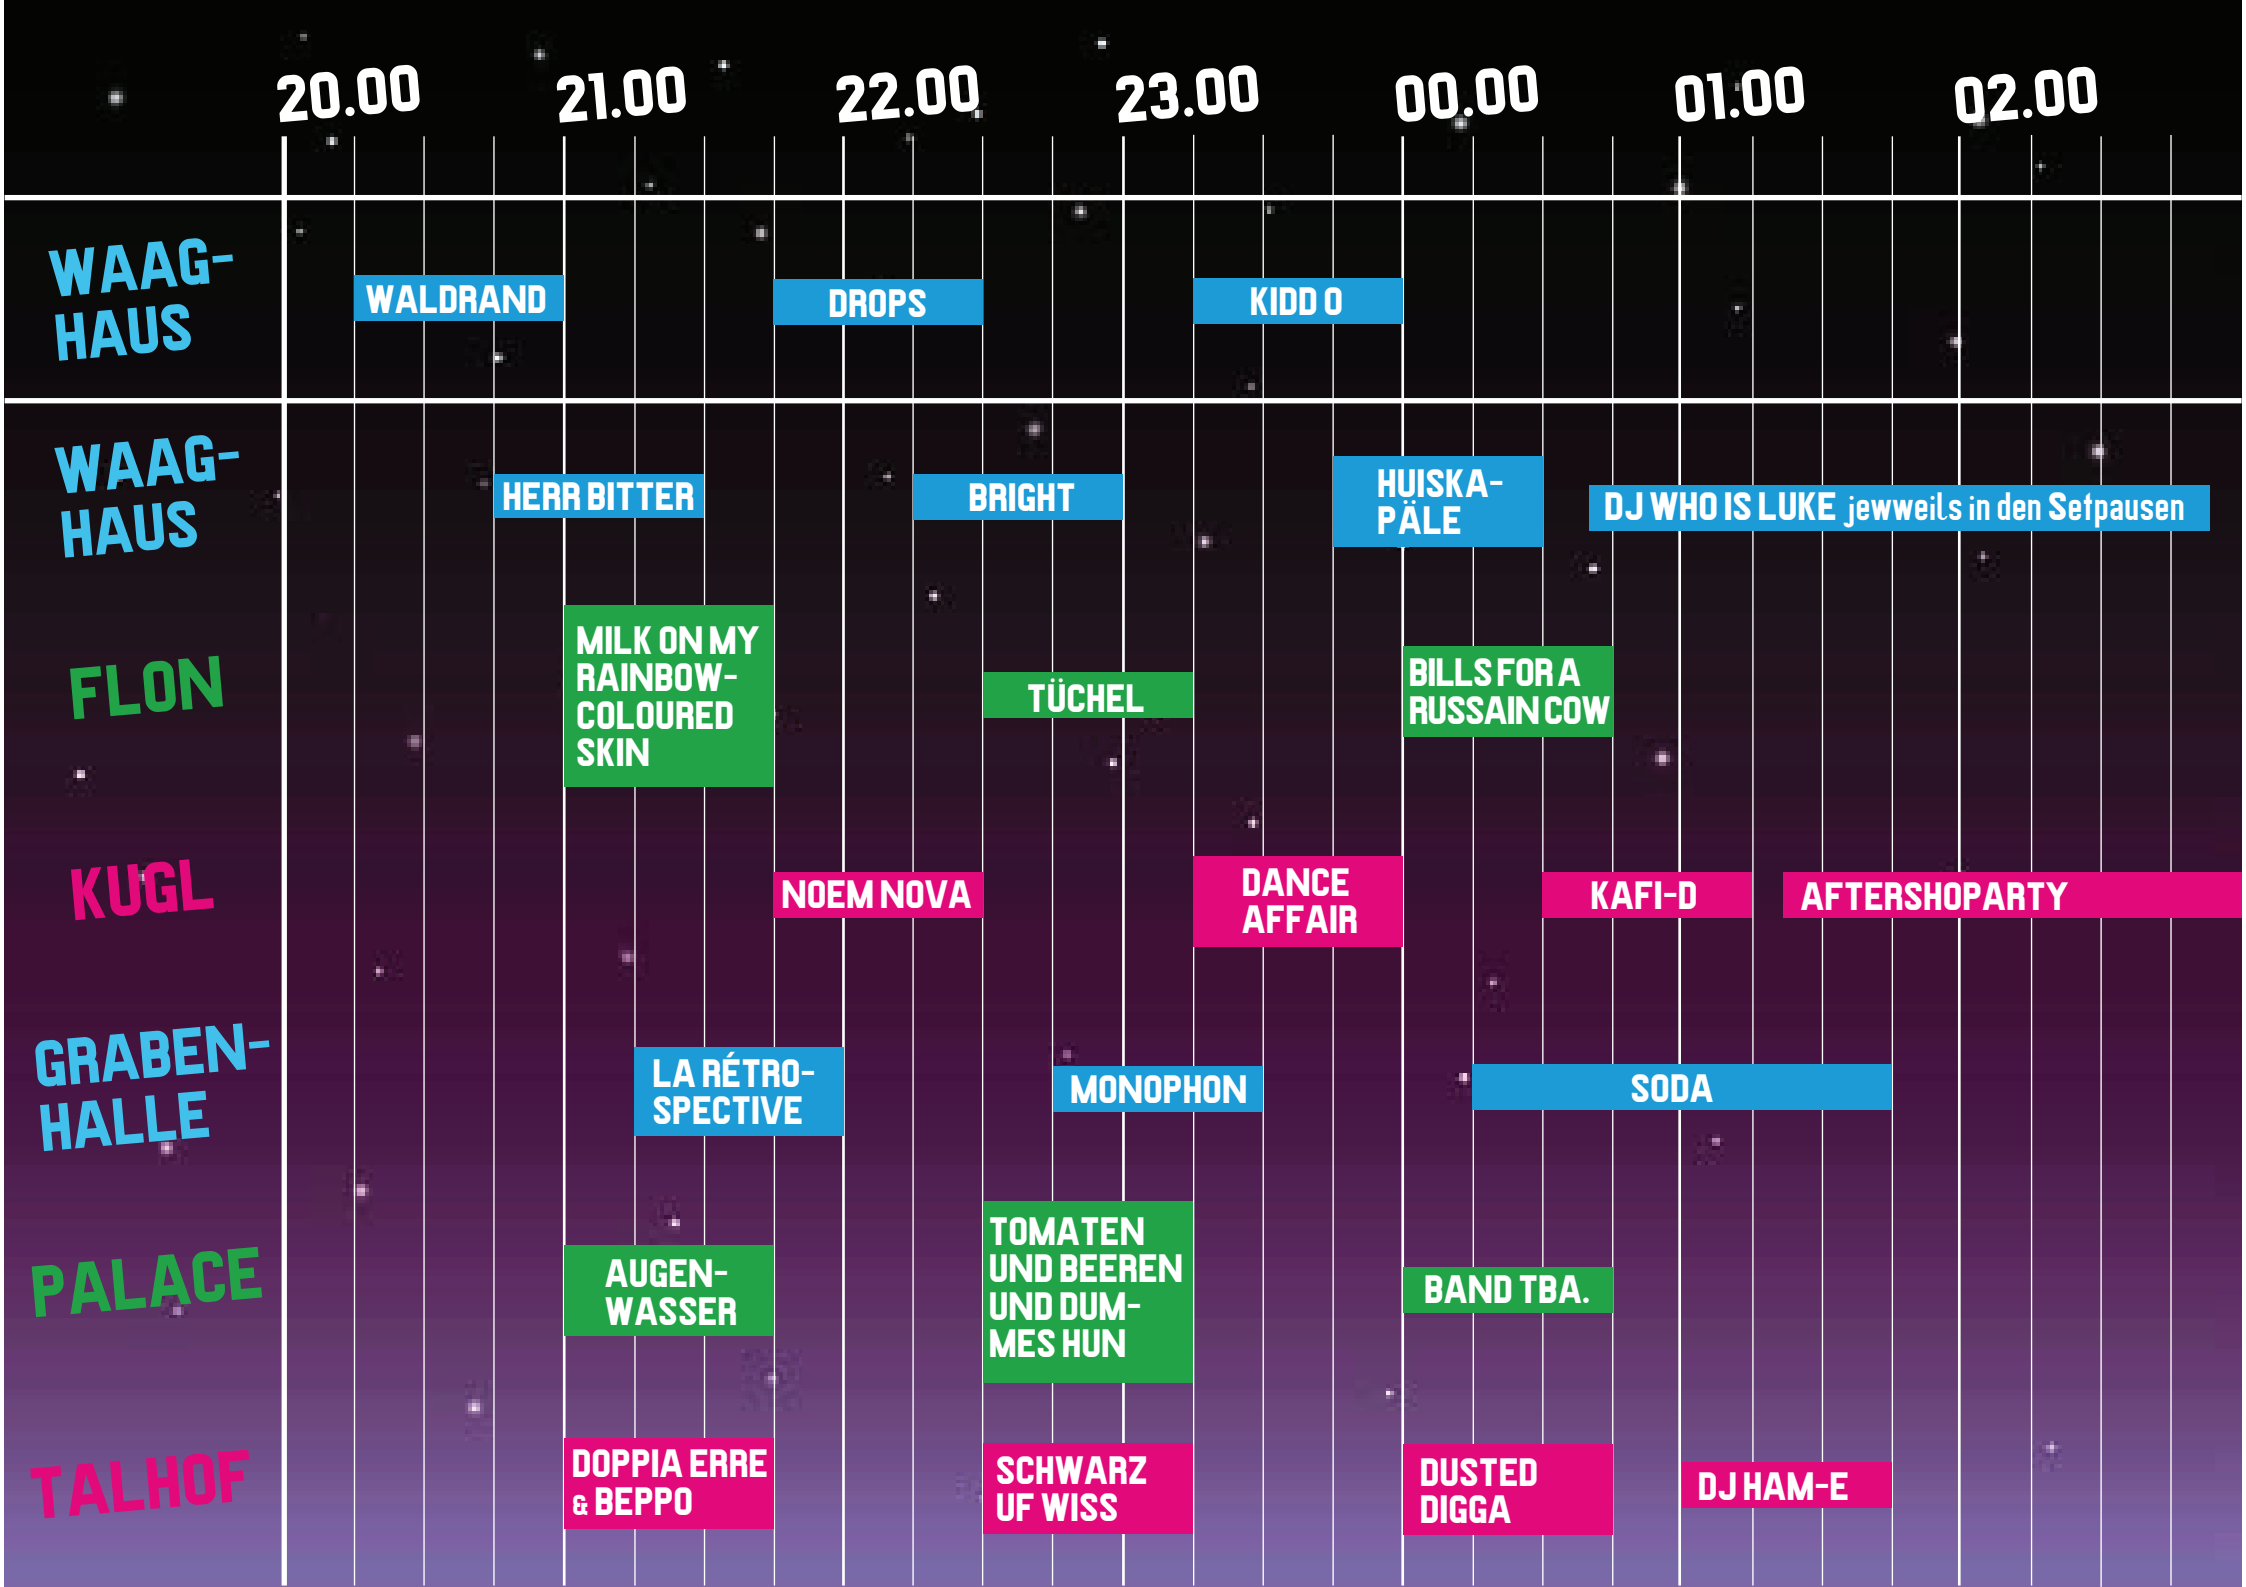 20.00 21.00 22.00 23.00 00.00 01.00 02.00
WAAG-
HAUS
WALDRAND
DROPS
KIDD O
WAAG-
HAUS
HERR BITTER
BRIGHT
HUISKA-
PÄLE
DJ WHO IS LUKE jewweils in den Setpausen
FLON
MILK ON MY
RAINBOW-
COLOURED
SKIN
TÜCHEL
BILLS FOR A
RUSSAIN COW
KUGL
NOEM NOVA
DANCE
AFFAIR
KAFI-D
AFTERSHOPARTY
GRABEN-
HALLE
LA RÉTRO-
SPECTIVE
MONOPHON
SODA
PALACE
AUGEN-
WASSER
TOMATEN
UND BEEREN
UND DUM-
MES HUN
BAND TBA.
TALHOF
DOPPIA ERRE
& BEPPO
SCHWARZ
UF WISS
DUSTED
DIGGA
DJ HAM-E